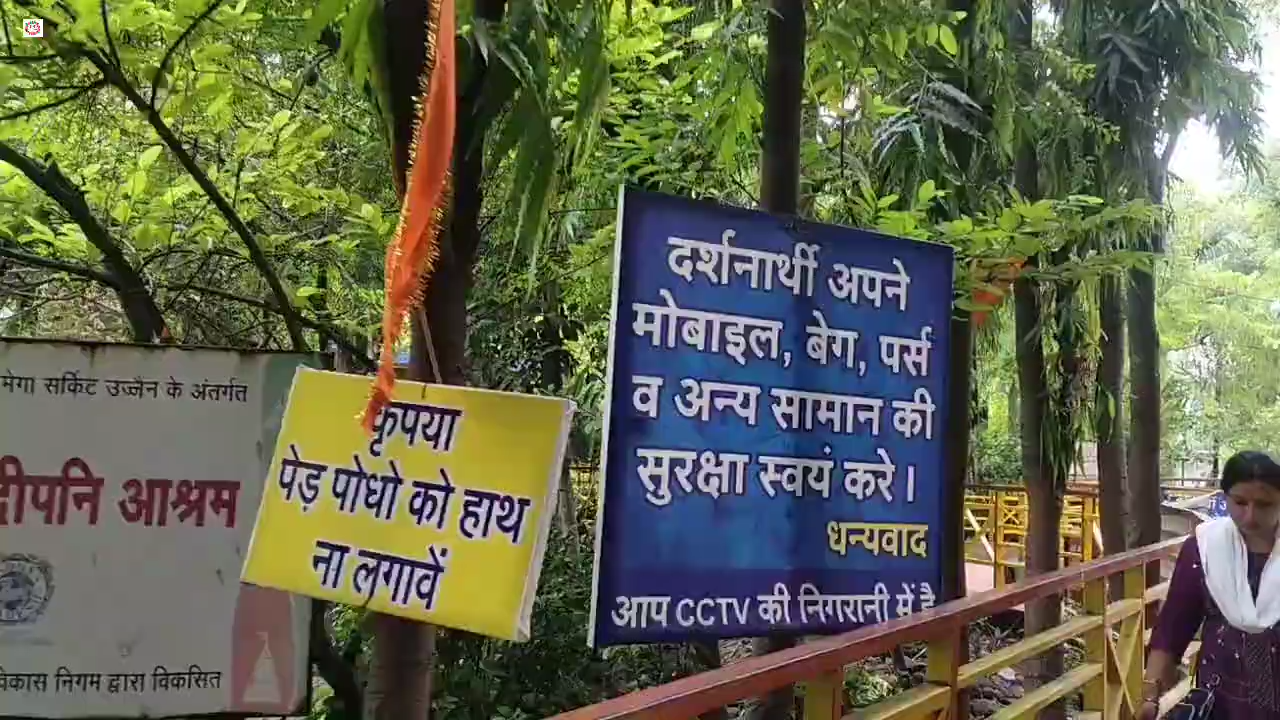 मेगा सर्किट उज्जैन के अंतर्गत
दीपनि आश्रम
विकास निगम द्वारा विकसित
कृपया
पेड़ पोधो को हाथ
ना लगावें
दर्शनार्थी अपने
मोबाइल, बेग, पर्स
व अन्य सामान की
सुरक्षा स्वयं करे।
धन्यवाद
आप CCTV की निगरानी में है